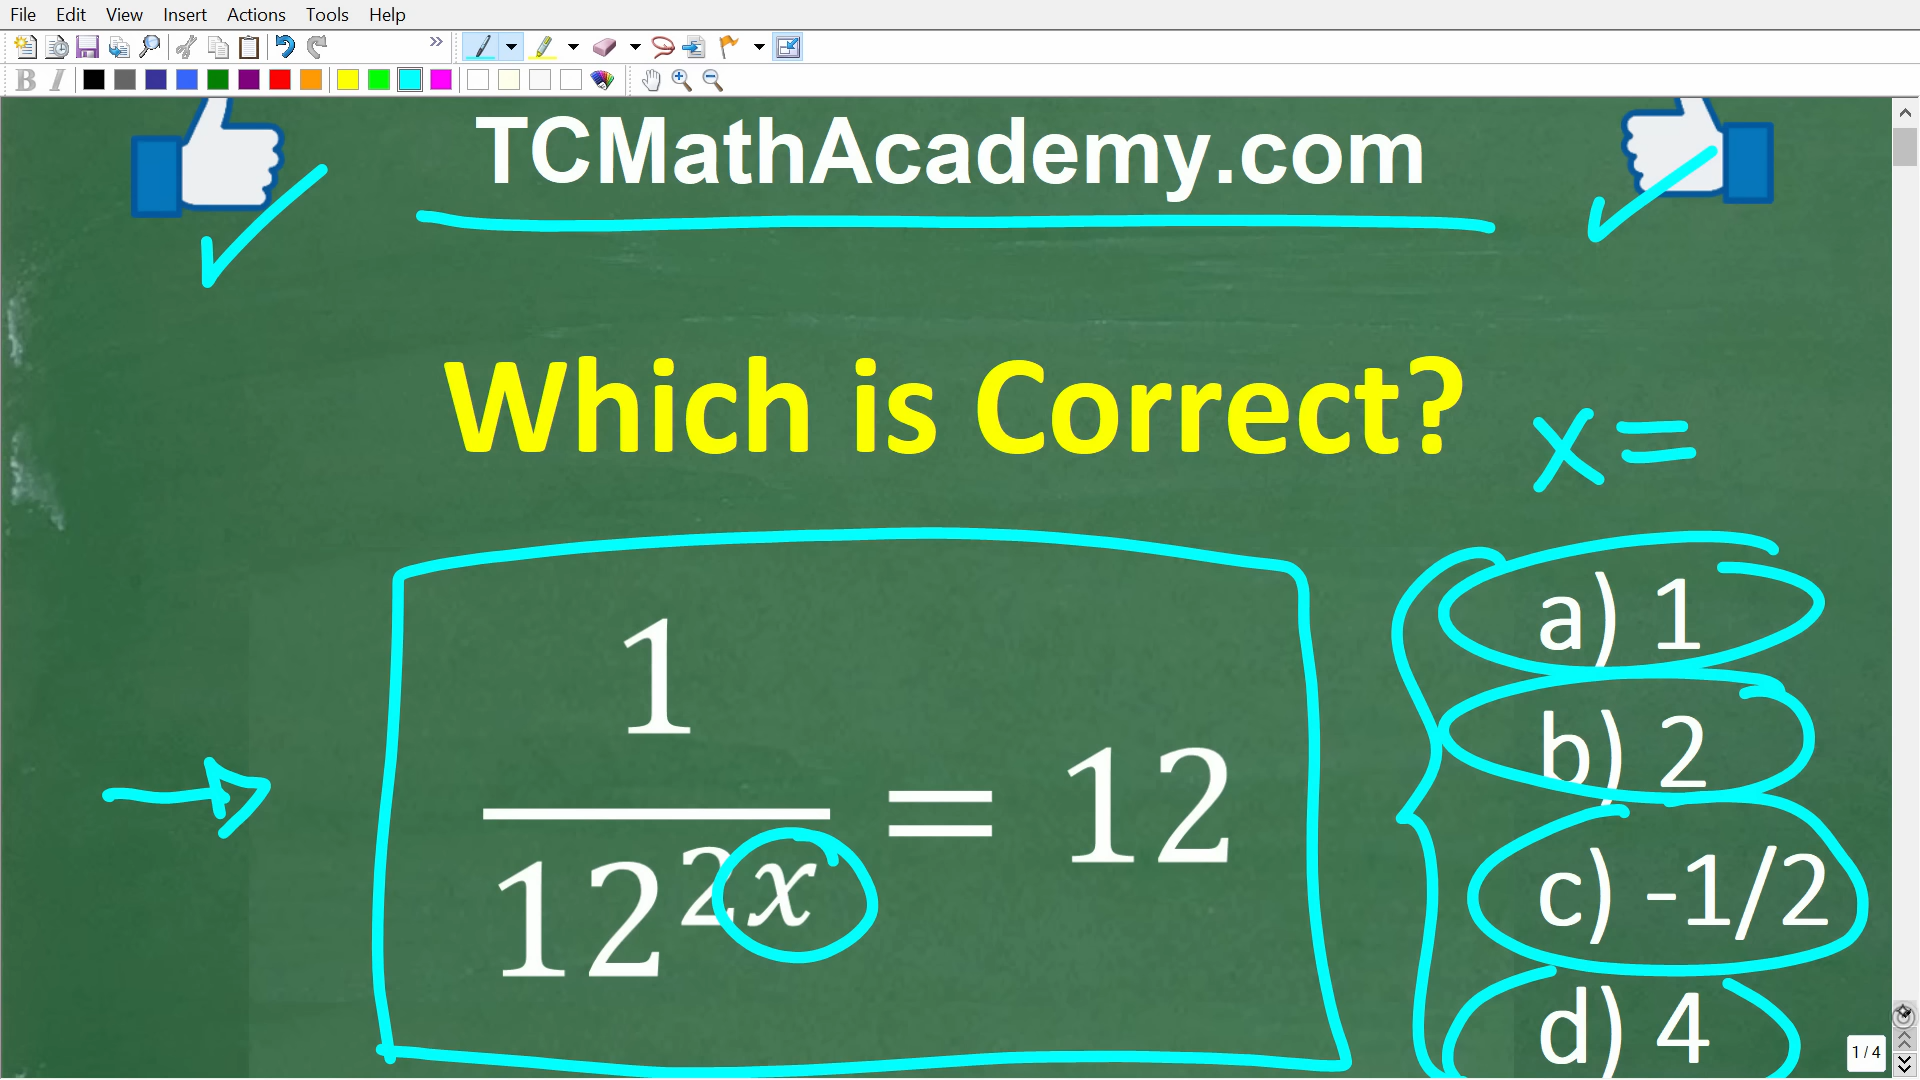 File Edit View Insert Actions Tools Help
B I
TCMathAcademy.com
Which is Correct?
x=
1
12^2x = 12
a) 1
b) 2
c) -1/2
d) 4
1 / 4